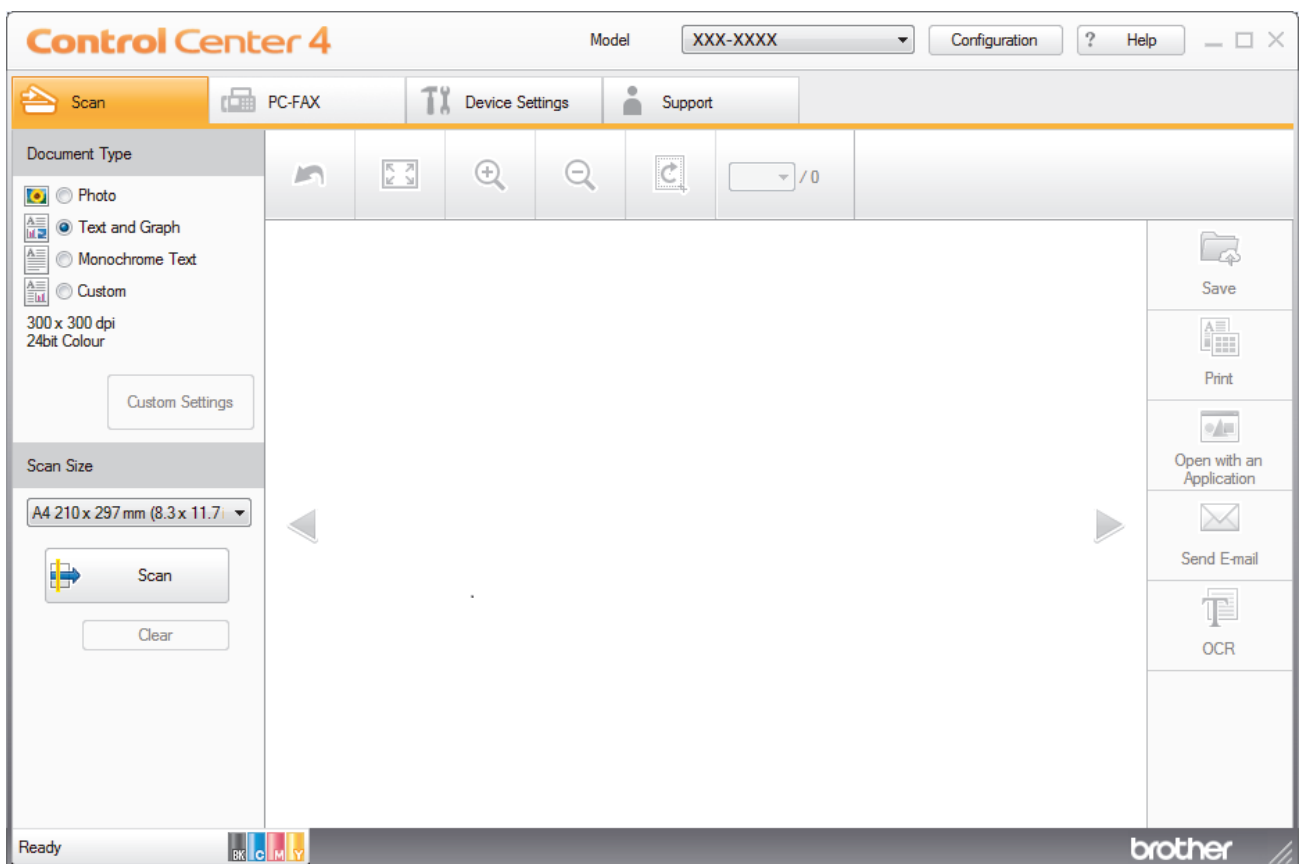 Control Center 4
Model XXX-XXXX Configuration ? Help
Scan PC-FAX Device Settings Support
Document Type
/ 0
Photo
Text and Graph
Monochrome Text
Custom
300 x 300 dpi
24bit Colour
Custom Settings
Scan Size
A4 210 x 297 mm (8.3 x 11.7
Scan
Clear
Save
Print
Open with an
Application
Send E-mail
OCR
Ready
BK C M Y
brother